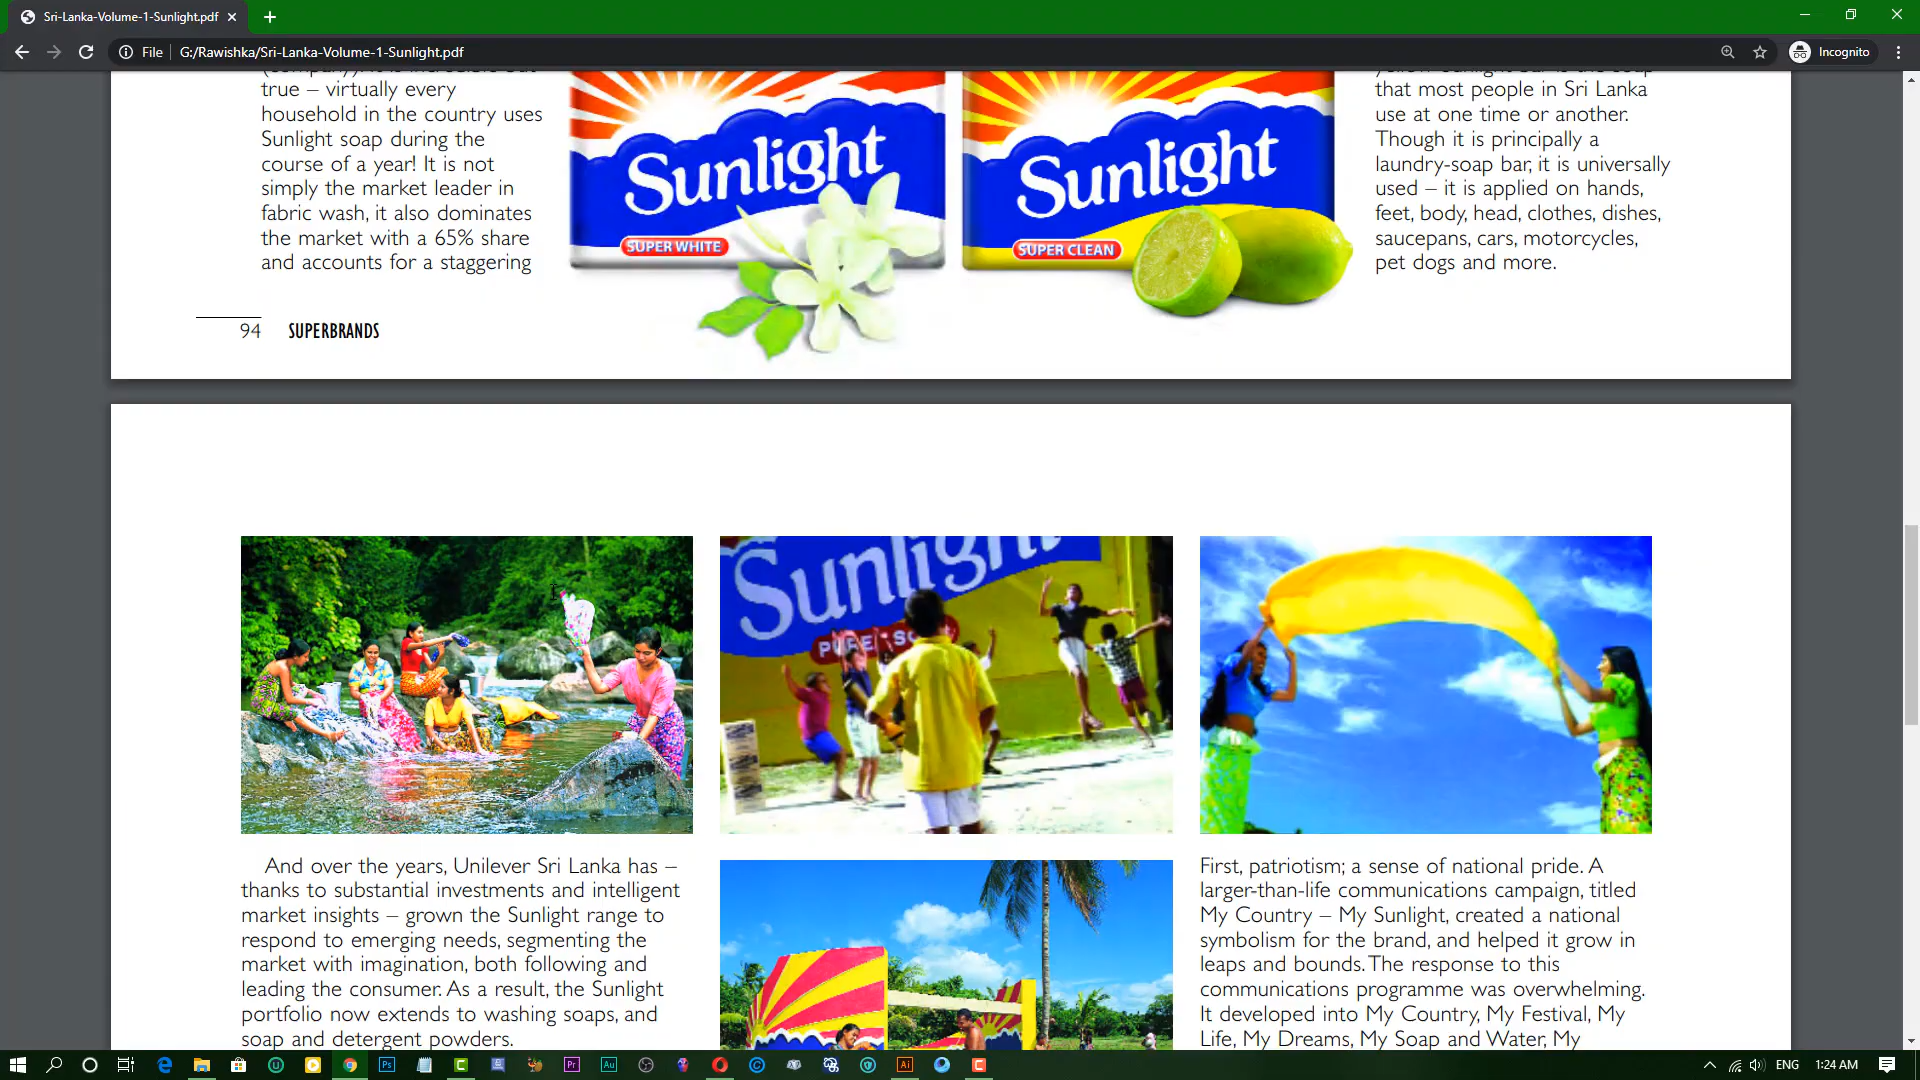 Sri-Lanka-Volume-1-Sunlight.pdf
File
G:/Rawishka/Sri-Lanka-Volume-1-Sunlight.pdf
Incognito
true – virtually every
household in the country uses
Sunlight soap during the
course of a year! It is not
simply the market leader in
fabric wash, it also dominates
the market with a 65% share
and accounts for a staggering
Sunlight
SUPER WHITE
Sunlight
SUPER CLEAN
that most people in Sri Lanka
use at one time or another.
Though it is principally a
laundry-soap bar, it is universally
used – it is applied on hands,
feet, body, head, clothes, dishes,
saucepans, cars, motorcycles,
pet dogs and more.
94 SUPERBRANDS
Sunlight
And over the years, Unilever Sri Lanka has –
thanks to substantial investments and intelligent
market insights – grown the Sunlight range to
respond to emerging needs, segmenting the
market with imagination, both following and
leading the consumer. As a result, the Sunlight
portfolio now extends to washing soaps, and
soap and detergent powders.
First, patriotism; a sense of national pride. A
larger-than-life communications campaign, titled
My Country – My Sunlight, created a national
symbolism for the brand, and helped it grow in
leaps and bounds. The response to this
communications programme was overwhelming.
It developed into My Country, My Festival, My
Life, My Dreams, My Soap and Water, My
ENG
1:24 AM